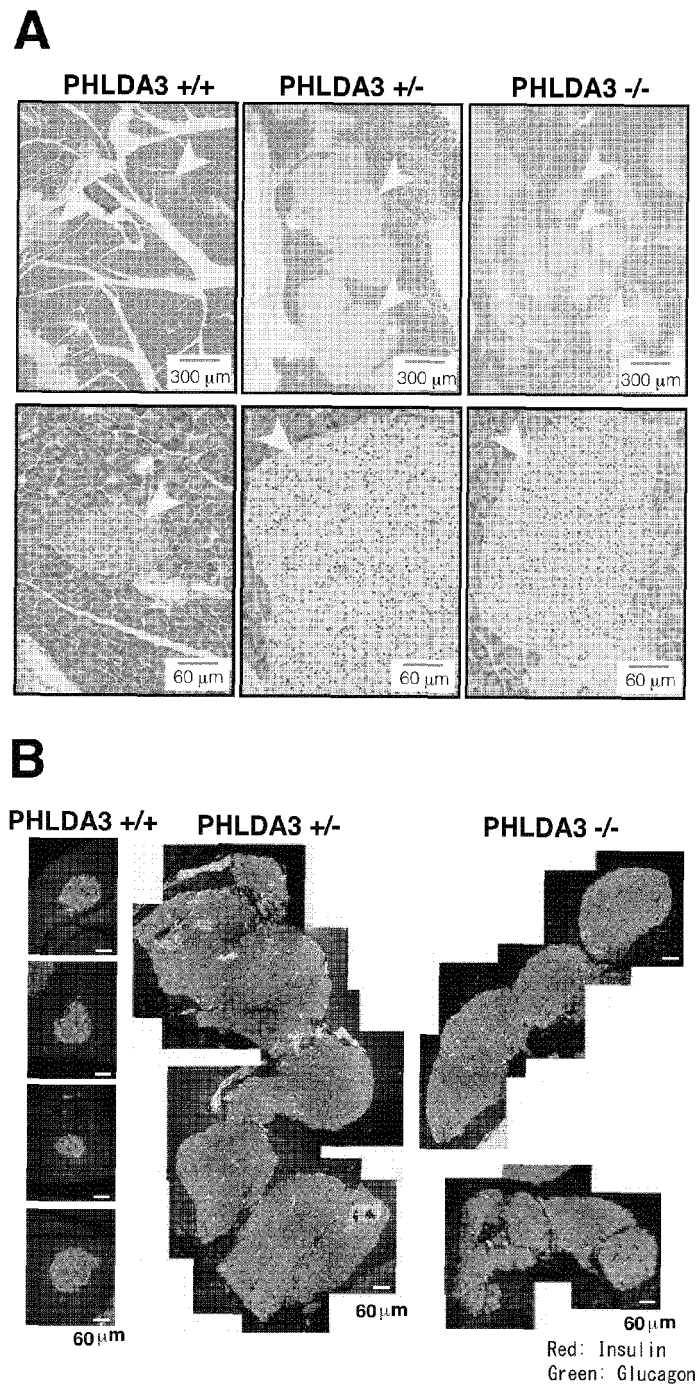 A
PHLDA3 +/+ PHLDA3 +/- PHLDA3 -/-
300 μm 300 μm 300 μm
60 μm 60 μm 60 μm
B
PHLDA3 +/+ PHLDA3 +/- PHLDA3 -/-
60 μm 60 μm 60 μm
Red: Insulin
Green: Glucagon